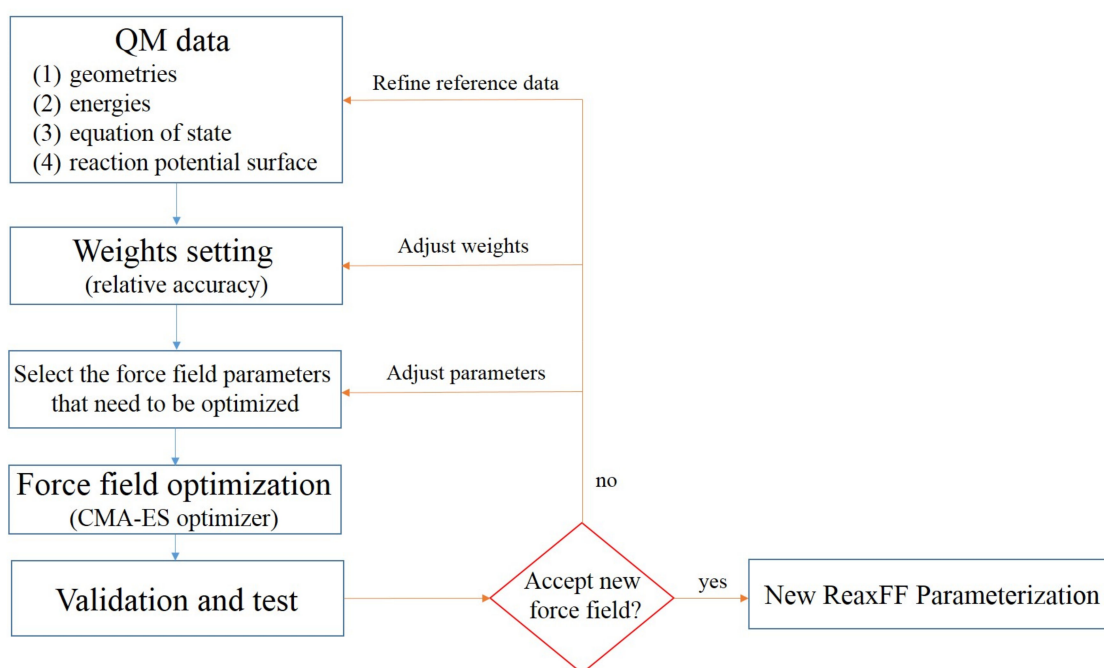 QM data
(1) geometries
(2) energies
(3) equation of state
(4) reaction potential surface
Refine reference data
Weights setting
(relative accuracy)
Adjust weights
Select the force field parameters
that need to be optimized
Adjust parameters
Force field optimization
(CMA-ES optimizer)
no
Validation and test
Accept new
force field?
yes
New ReaxFF Parameterization